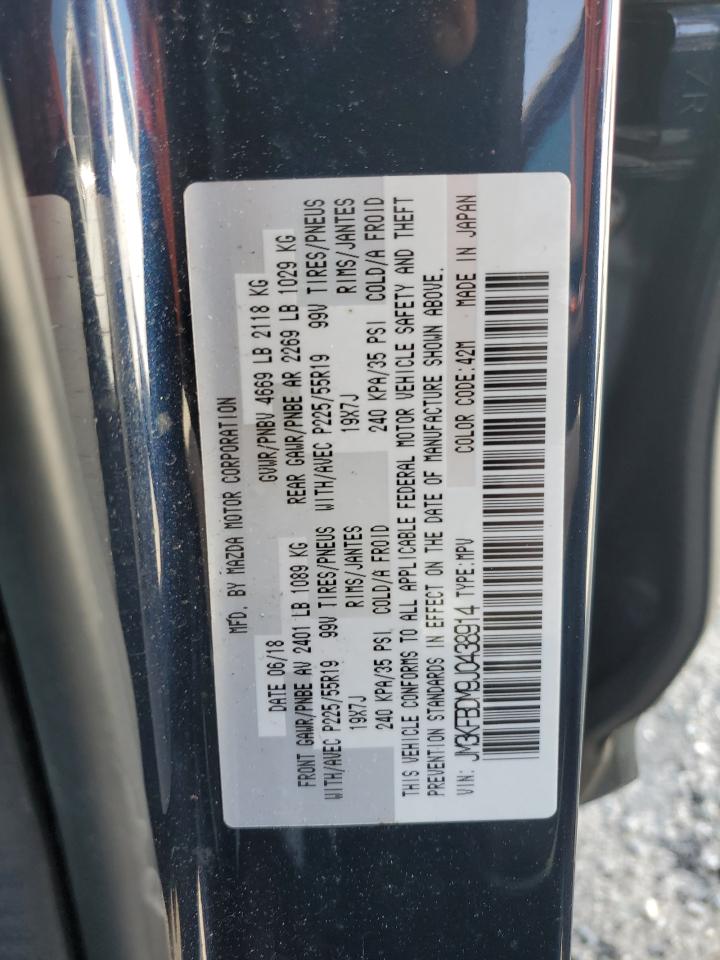 MFD. BY MAZDA MOTOR CORPORATION
DATE 06/18 GVWR/PNBV 4669 LB 2118 KG
FRONT GAWR/PNBE AV 2401 LB 1089 KG REAR GAWR/PNBE AR 2269 LB 1029 KG
WITH/AVEC P225/55R19 99V TIRES/PNEUS WITH/AVEC P225/55R19 99V TIRES/PNEUS
19X7J RIMS/JANTES 19X7J RIMS/JANTES
240 KPA/35 PSI COLD/A FROID 240 KPA/35 PSI COLD/A FROID
THIS VEHICLE CONFORMS TO ALL APPLICABLE FEDERAL MOTOR VEHICLE SAFETY AND THEFT
PREVENTION STANDARDS IN EFFECT ON THE DATE OF MANUFACTURE SHOWN ABOVE.
VIN: JM3KFBDM9J0438914 TYPE:MPV COLOR CODE:42M MADE IN JAPAN